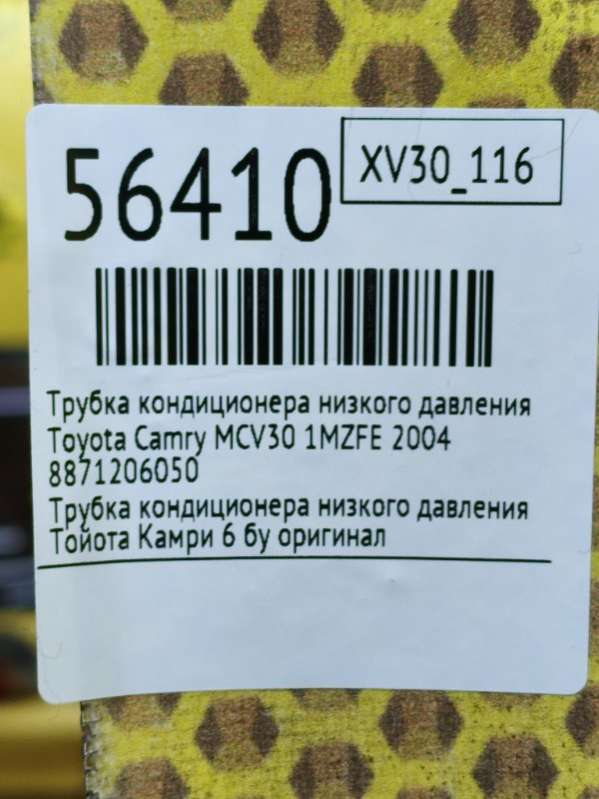 56410
XV30_116
Трубка кондиционера низкого давления
Toyota Camry MCV30 1MZFE 2004
8871206050
Трубка кондиционера низкого давления
Тойота Камри 6 бу оригинал